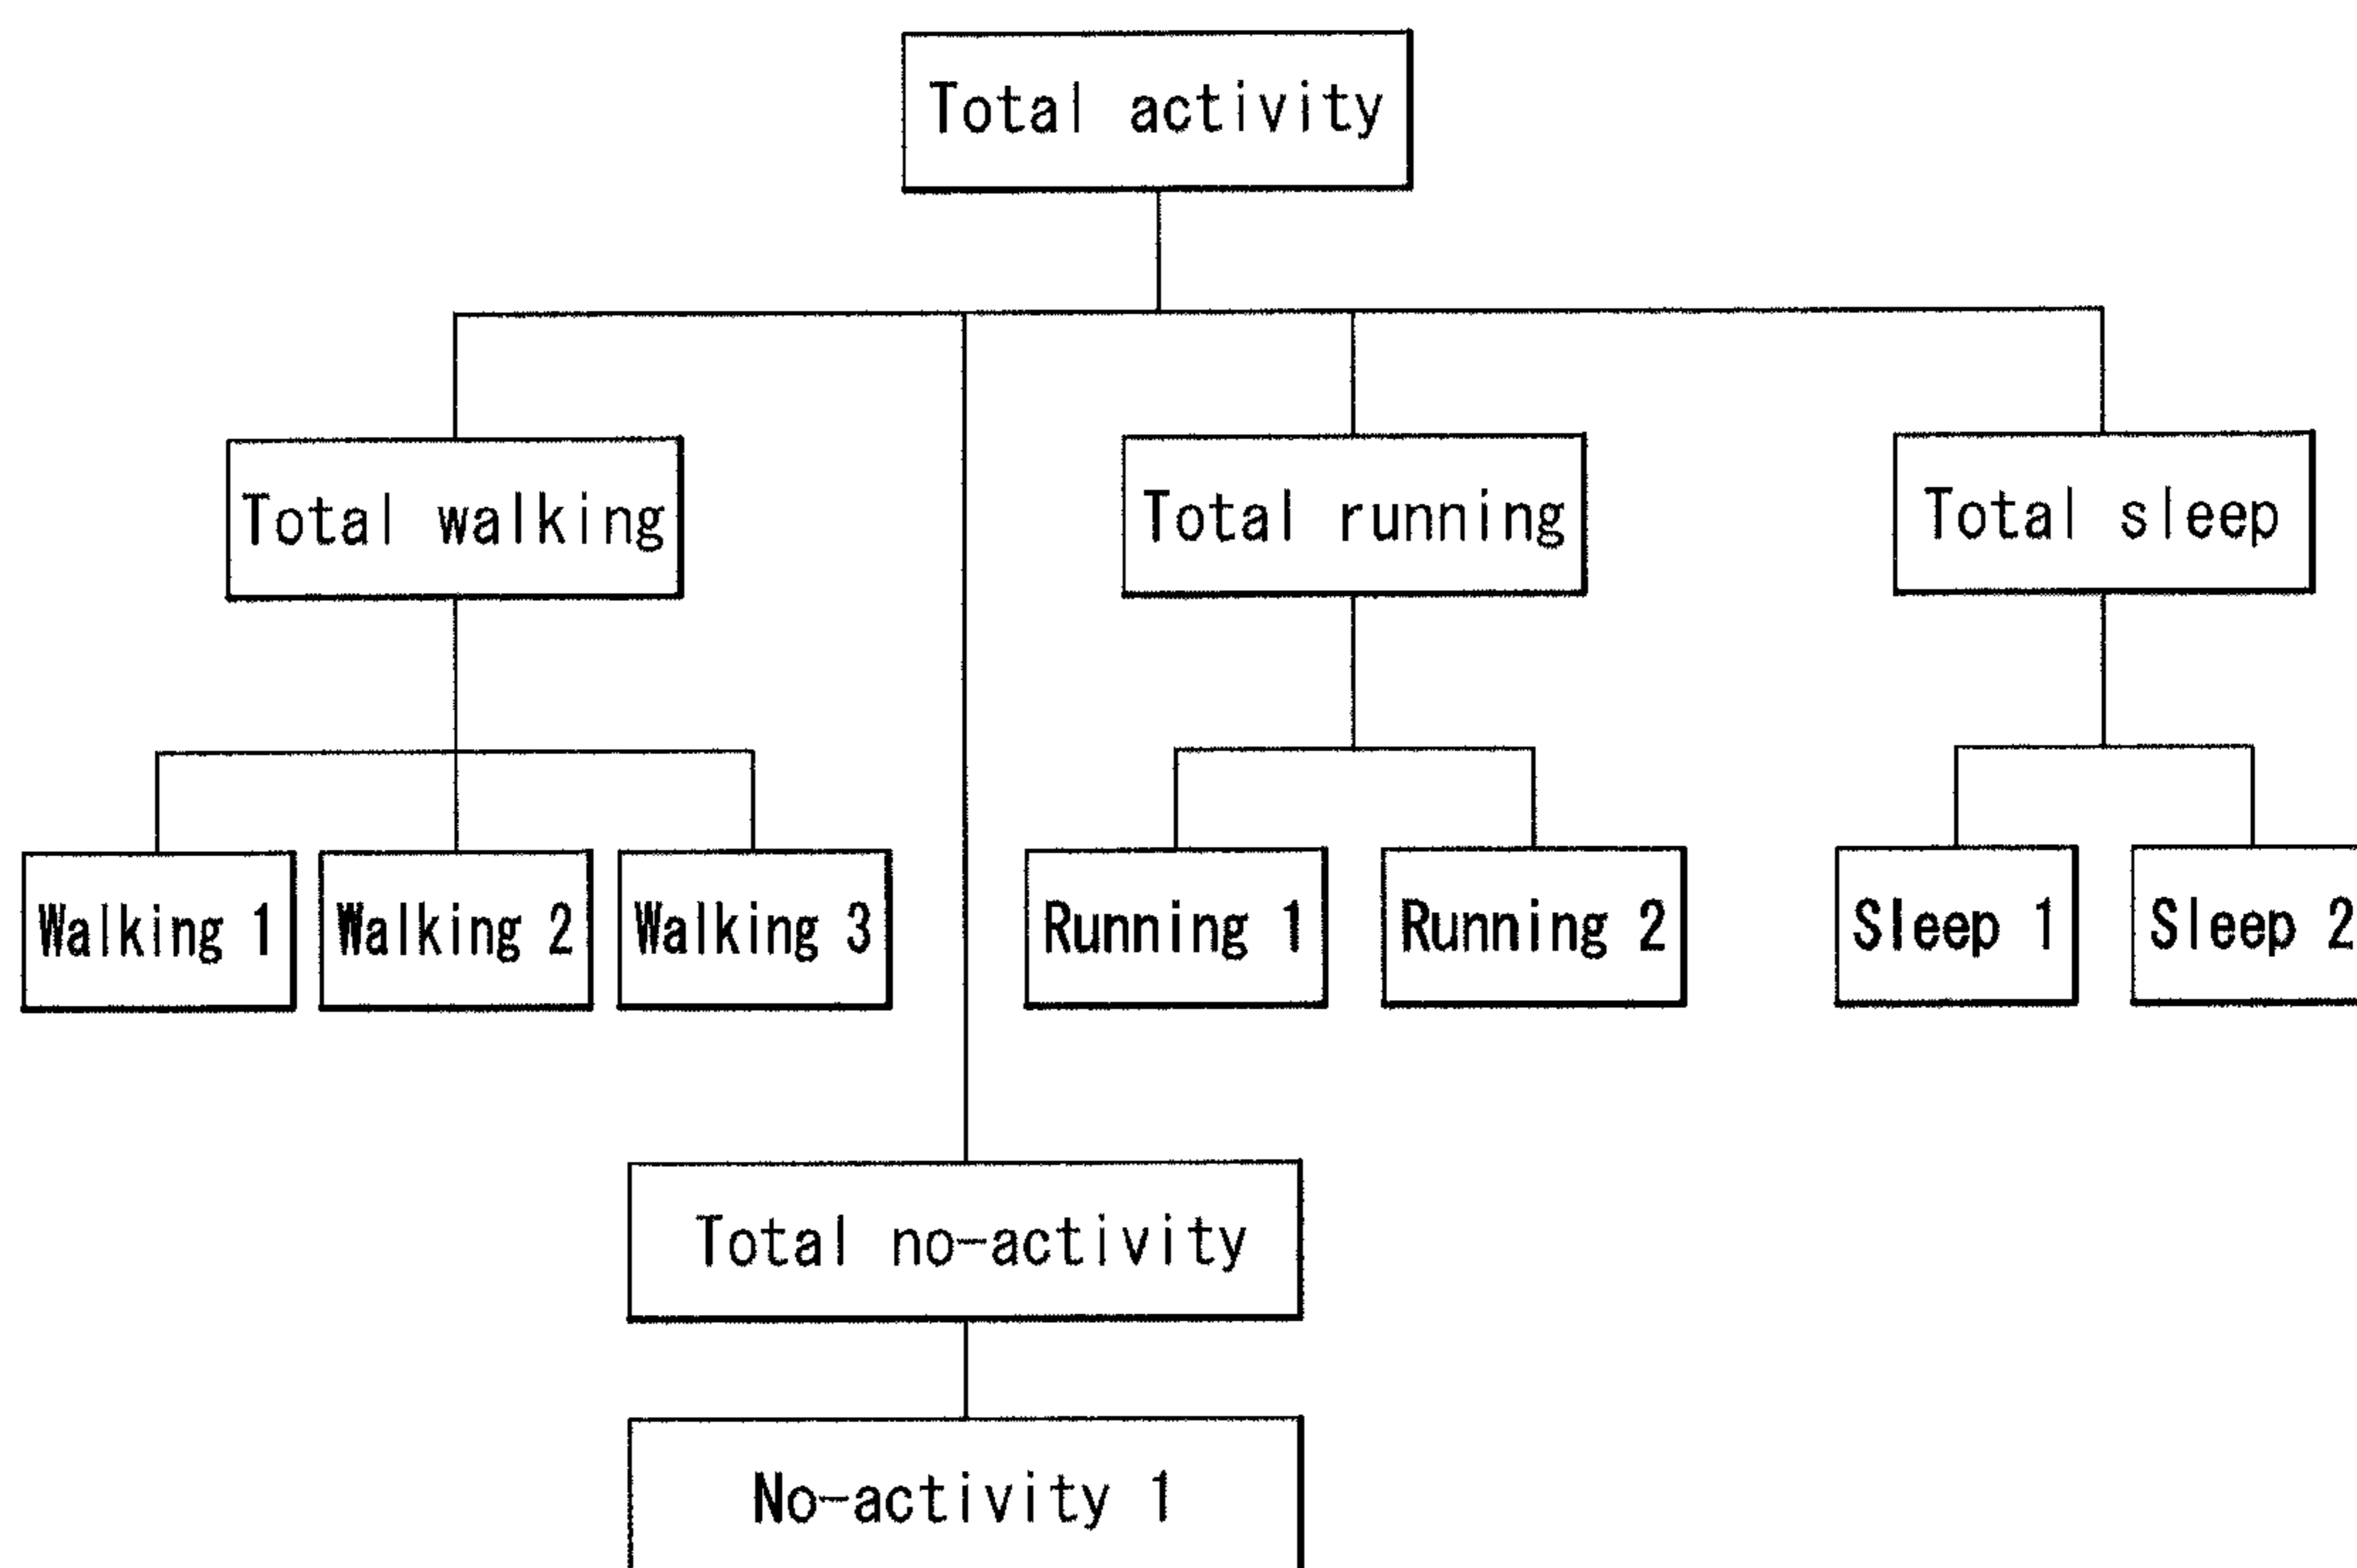 Total activity
Total walking
Total running
Total sleep
Walking 1
Walking 2
Walking 3
Running 1
Running 2
Sleep 1
Sleep 2
Total no-activity
No-activity 1